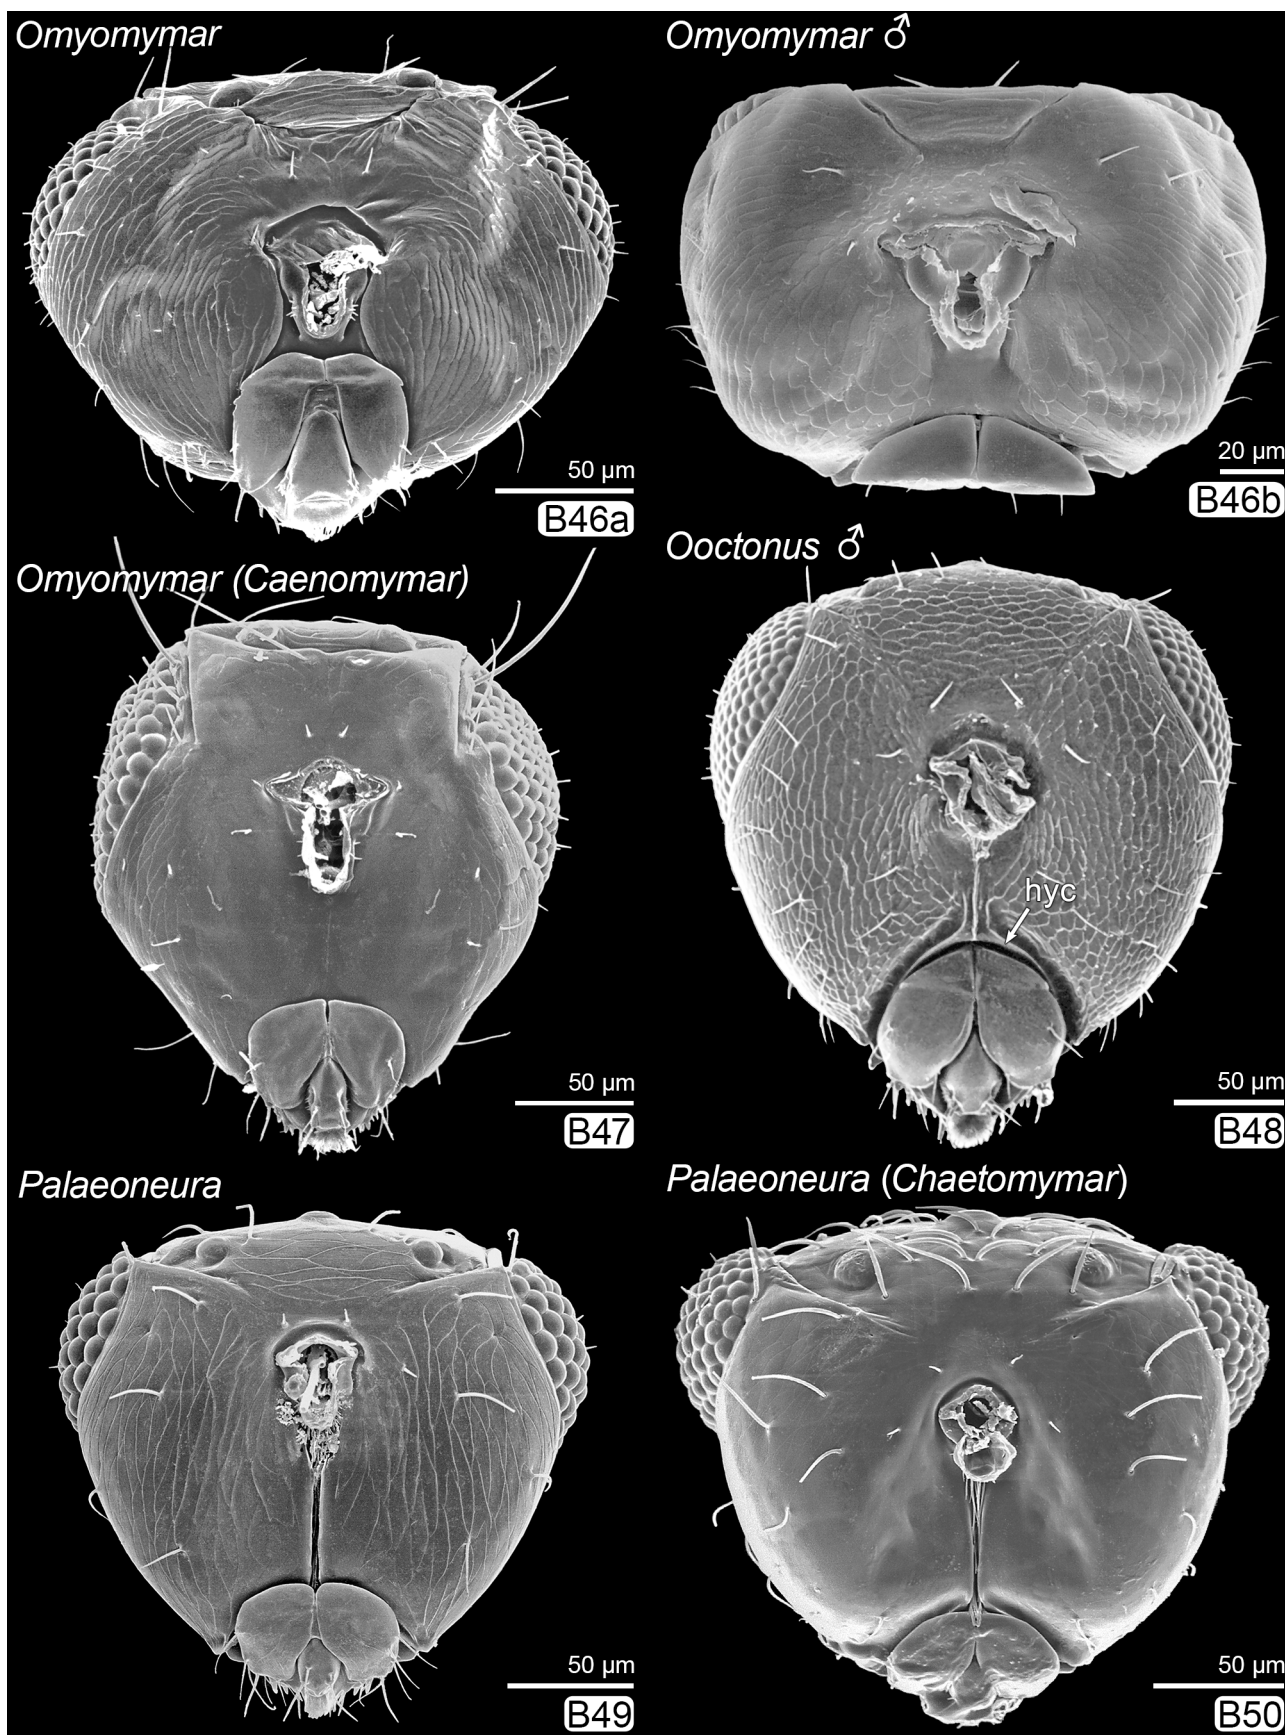 Omyomymar
Omyomymar ♂
50 µm
B46a
20 µm
B46b
Omyomymar (Caenomymar)
Ooctonus ♂
hyc
50 µm
B47
50 µm
B48
Palaeoneura
Palaeoneura (Chaetomymar)
50 µm
B49
50 µm
B50